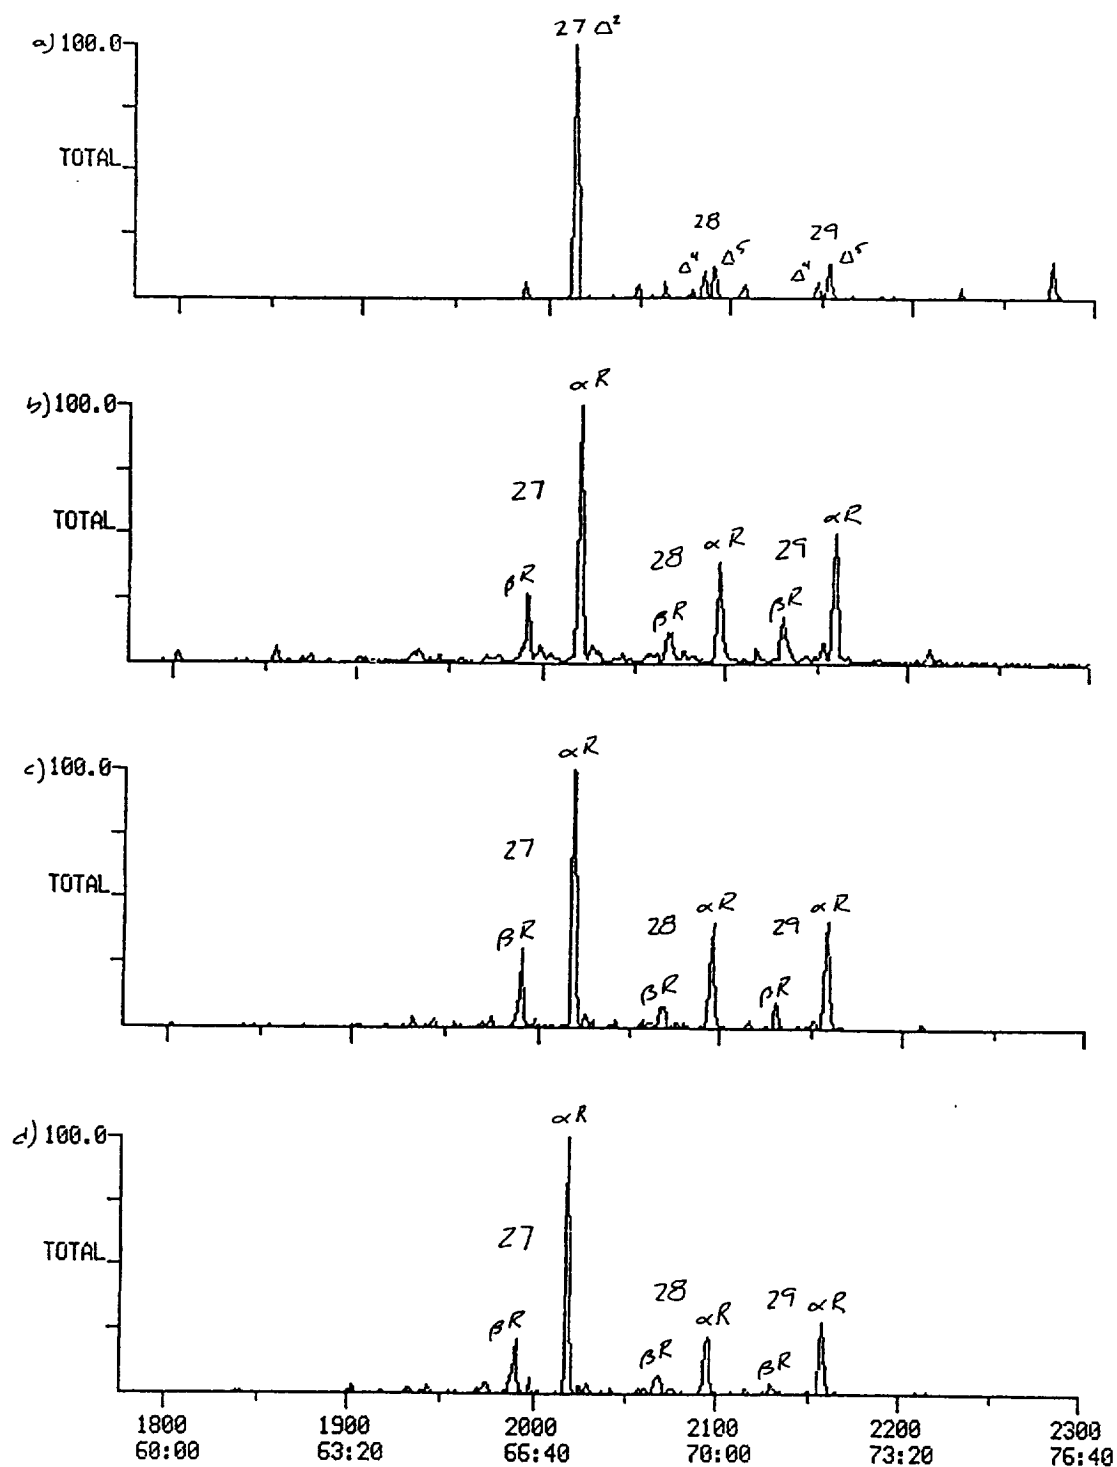 27 Δ²
a) 100.0
TOTAL
28
Δ⁴ Δ⁵
29
Δ⁴ Δ⁵
αR
b) 100.0
27
TOTAL
βR
28 αR
βR
29 αR
βR
αR
c) 100.0
27
TOTAL
βR
28 αR
βR
29 αR
βR
αR
d) 100.0
27
TOTAL
βR
28 αR
βR
29 αR
βR
1800 1900 2000 2100 2200 2300
60:00 63:20 66:40 70:00 73:20 76:40